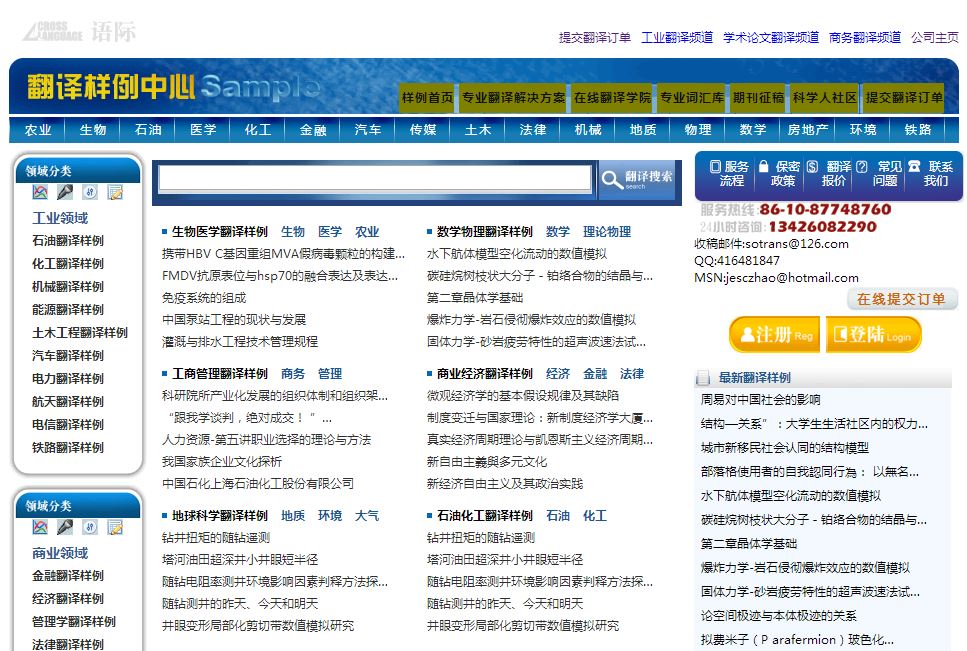 CROSS LANGUAGE 语际
提交翻译订单 工业翻译频道 学术论文翻译频道 商务翻译频道 公司主页
翻译样例中心 Sample
样例首页 专业翻译解决方案 在线翻译学院 专业词汇库 期刊征稿 科学人社区 提交翻译订单
农业 生物 石油 医学 化工 金融 汽车 传媒 土木 法律 机械 地质 物理 数学 房地产 环境 铁路
领域分类
工业领域
石油翻译样例
化工翻译样例
机械翻译样例
能源翻译样例
土木工程翻译样例
汽车翻译样例
电力翻译样例
航天翻译样例
电信翻译样例
铁路翻译样例
领域分类
商业领域
金融翻译样例
经济翻译样例
管理学翻译样例
法律翻译样例
翻译搜索
search
生物医学翻译样例 生物 医学 农业
携带HBV C基因重组MVA假病毒颗粒的构建...
FMDV抗原表位与hsp70的融合表达及表达...
免疫系统的组成
中国泵站工程的现状与发展
灌溉与排水工程技术管理规程
数学物理翻译样例 数学 理论物理
水下航体模型空化流动的数值模拟
碳硅烷树枝状大分子－铂络合物的结晶与...
第二章晶体学基础
爆炸力学-岩石侵彻爆炸效应的数值模拟
固体力学-砂岩疲劳特性的超声波速法试...
工商管理翻译样例 商务 管理
科研院所产业化发展的组织体制和组织架...
“跟我学谈判，绝对成交！”...
人力资源-第五讲职业选择的理论与方法
我国家族企业文化探析
中国石化上海石油化工股份有限公司
商业经济翻译样例 经济 金融 法律
微观经济学的基本假设规律及其缺陷
制度变迁与国家理论：新制度经济学大厦...
真实经济周期理论与凯恩斯主义经济周期...
新自由主義與多元文化
新经济自由主义及其政治实践
地球科学翻译样例 地质 环境 大气
钻井扭矩的随钻遥测
塔河油田超深井小井眼短半径
随钻电阻率测井环境影响因素判释方法探...
随钻测井的昨天、今天和明天
井眼变形局部化剪切带数值模拟研究
石油化工翻译样例 石油 化工
钻井扭矩的随钻遥测
塔河油田超深井小井眼短半径
随钻电阻率测井环境影响因素判释方法探...
随钻测井的昨天、今天和明天
井眼变形局部化剪切带数值模拟研究
服务 保密 翻译 常见 联系
流程 政策 报价 问题 我们
服务热线:86-10-87748760
24小时咨询:13426082290
收稿邮件:sotrans@126.com
QQ:416481847
MSN:jesczhao@hotmail.com
在线提交订单
注册 Reg 登陆 Login
最新翻译样例
周易对中国社会的影响
结构—关系”：大学生生活社区内的权力...
城市新移民社会认同的结构模型
部落格使用者的自我認同行為： 以無名...
水下航体模型空化流动的数值模拟
碳硅烷树枝状大分子－铂络合物的结晶与...
第二章晶体学基础
爆炸力学-岩石侵彻爆炸效应的数值模拟
固体力学-砂岩疲劳特性的超声波速法试...
论空间极迹与本体极迹的关系
拟费米子（P arafermion）玻色化...